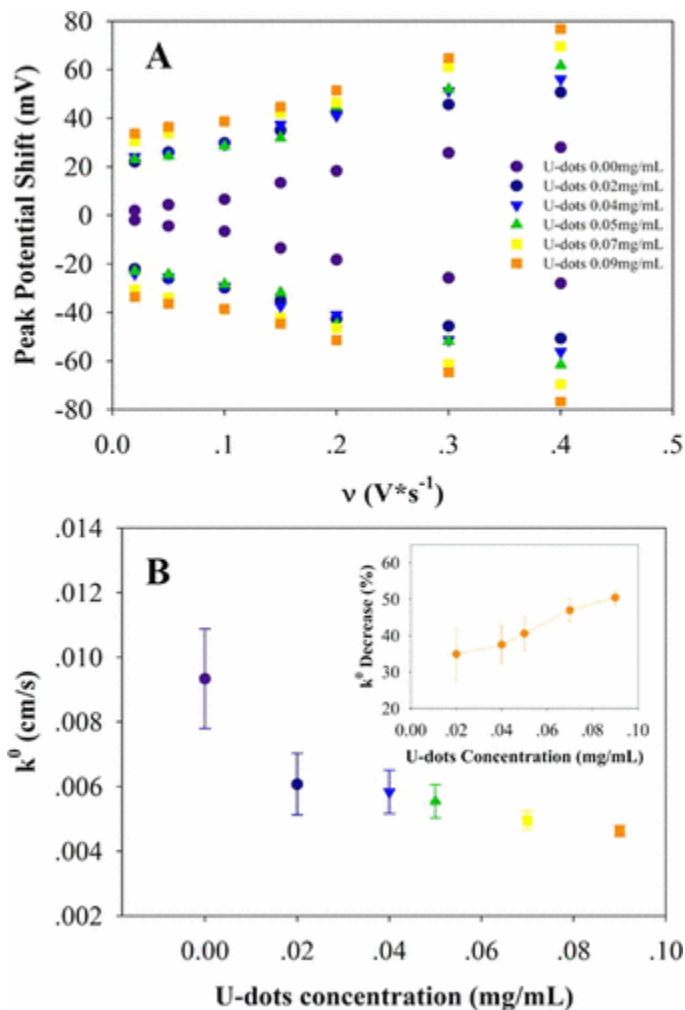 A
80
60
40
20
0
-20
-40
-60
-80
Peak Potential Shift (mV)
U-dots 0.00mg/mL
U-dots 0.02mg/mL
U-dots 0.04mg/mL
U-dots 0.05mg/mL
U-dots 0.07mg/mL
U-dots 0.09mg/mL
0.0 .1 .2 .3 .4 .5
ν (V*s⁻¹)
B
.014
.012
.010
.008
.006
.004
.002
k⁰ (cm/s)
60
50
40
30
20
k⁰ Decrease (%)
0.00 .02 .04 .06 .08 .10
U-dots Concentration (mg/mL)
0.00 .02 .04 .06 .08 .10
U-dots concentration (mg/mL)